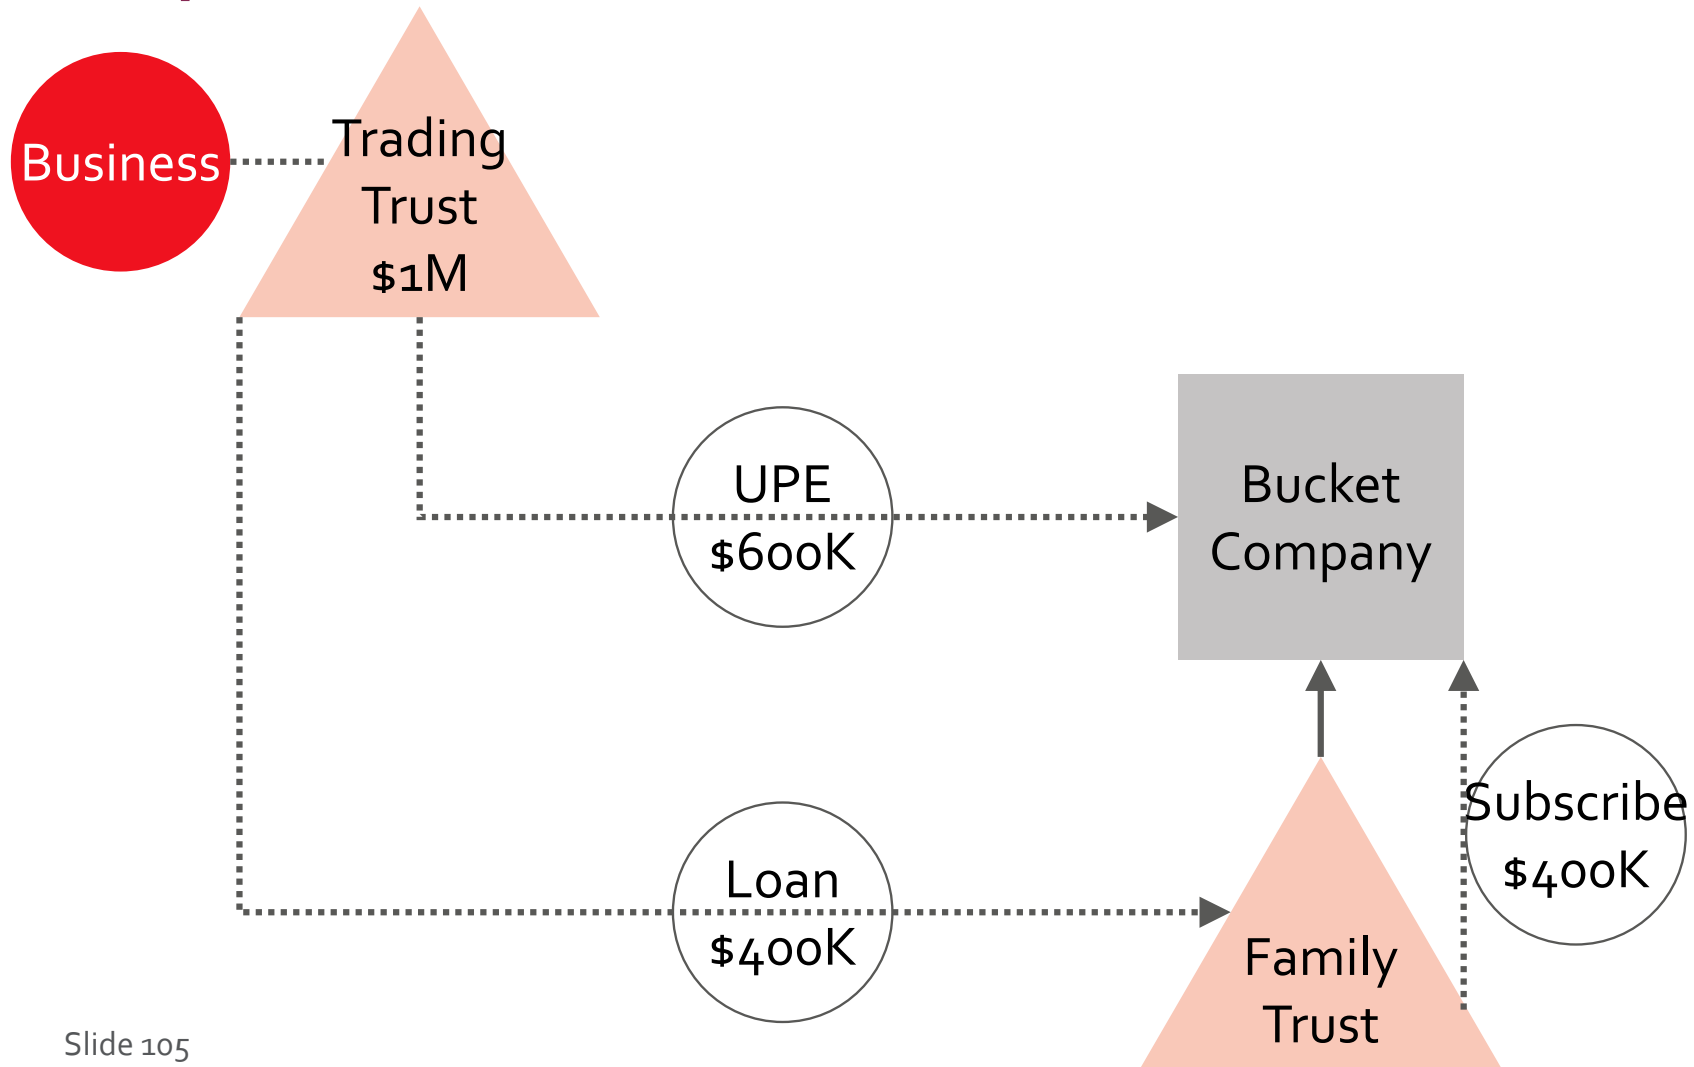 Business
Trading
Trust
$1M
UPE
$600K
Bucket
Company
Loan
$400K
Subscribe
$400K
Family
Trust
Slide 105